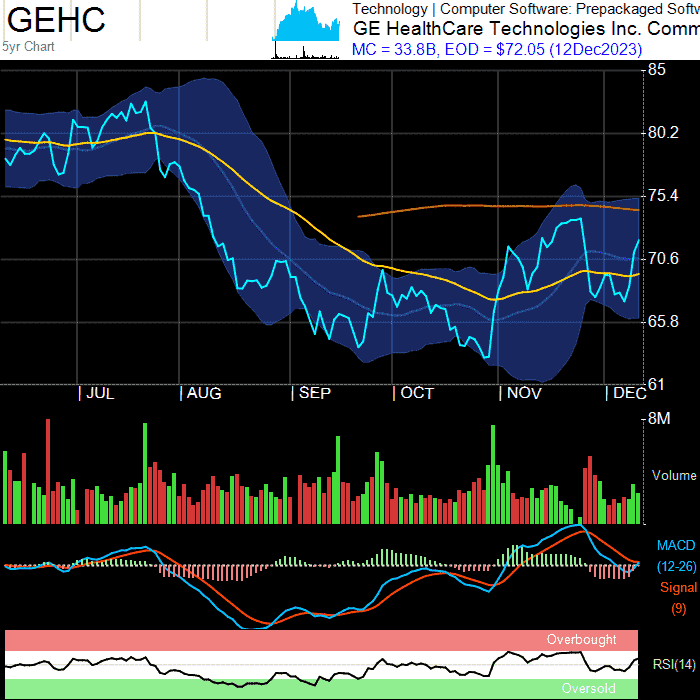 GEHC
5yr Chart
Technology | Computer Software: Prepackaged Softw
GE HealthCare Technologies Inc. Comm
MC = 33.8B, EOD = $72.05 (12Dec2023)
85
80.2
75.4
70.6
65.8
61
JUL AUG SEP OCT NOV DEC
8M
Volume
MACD
(12-26)
Signal
(9)
Overbought
RSI(14)
Oversold